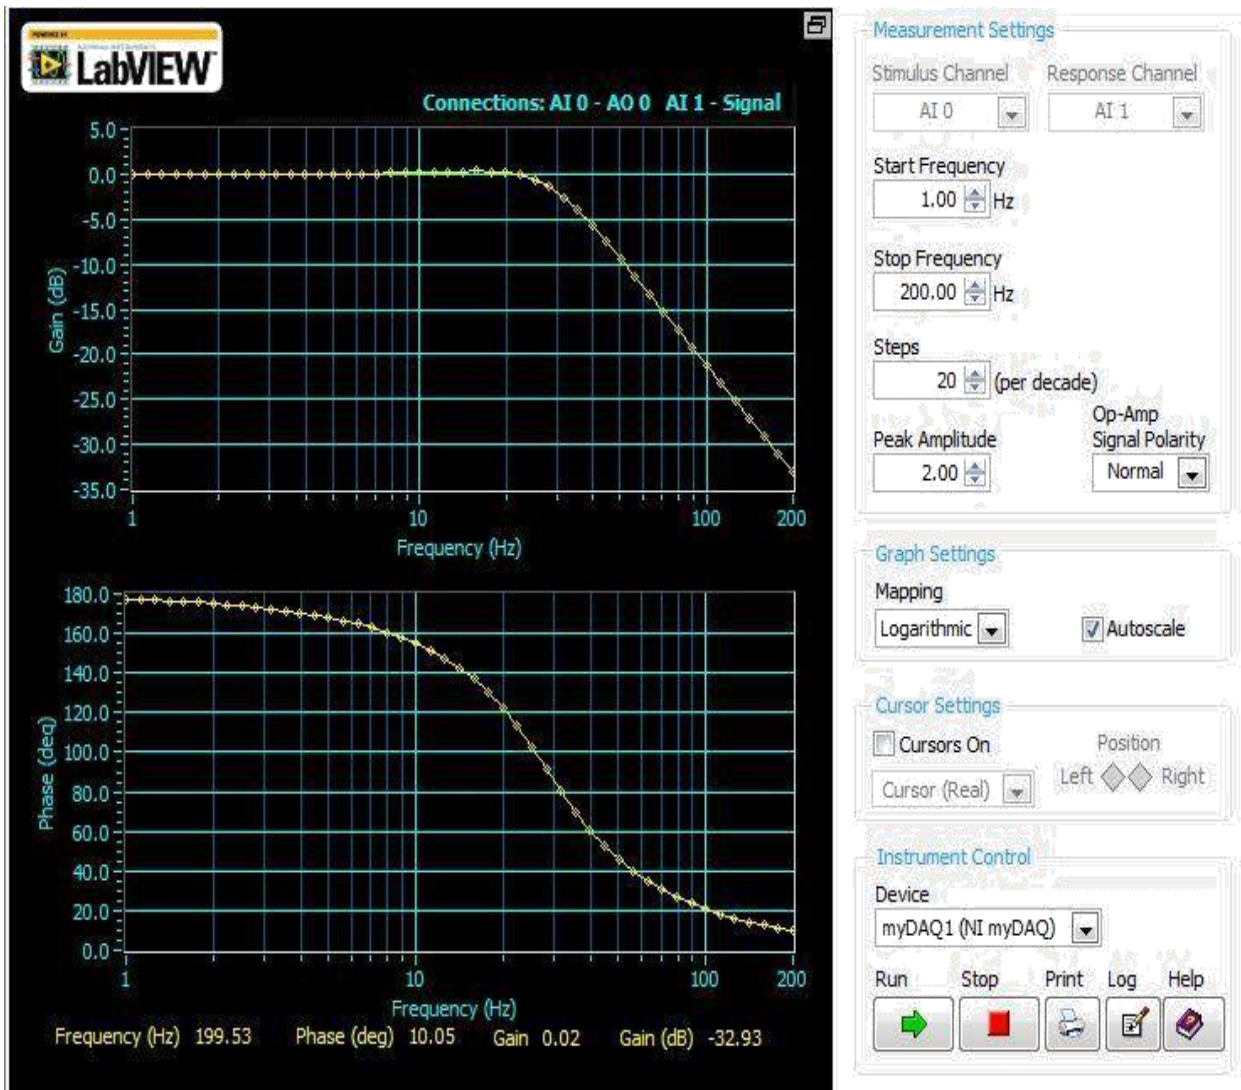 POWERED BY
LabVIEW™
Connections: AI 0 - AO 0 AI 1 - Signal
5.0
0.0
-5.0
-10.0
-15.0
-20.0
-25.0
-30.0
-35.0
Gain (dB)
1 10 100 200
Frequency (Hz)
180.0
160.0
140.0
120.0
100.0
80.0
60.0
40.0
20.0
0.0
Phase (deg)
1 10 100 200
Frequency (Hz)
Frequency (Hz) 199.53 Phase (deg) 10.05 Gain 0.02 Gain (dB) -32.93
Measurement Settings
Stimulus Channel Response Channel
AI 0 AI 1
Start Frequency
1.00 Hz
Stop Frequency
200.00 Hz
Steps
20 (per decade)
Op-Amp
Peak Amplitude Signal Polarity
2.00 Normal
Graph Settings
Mapping
Logarithmic Autoscale
Cursor Settings
Cursors On Position
Cursor (Real) Left Right
Instrument Control
Device
myDAQ1 (NI myDAQ)
Run Stop Print Log Help